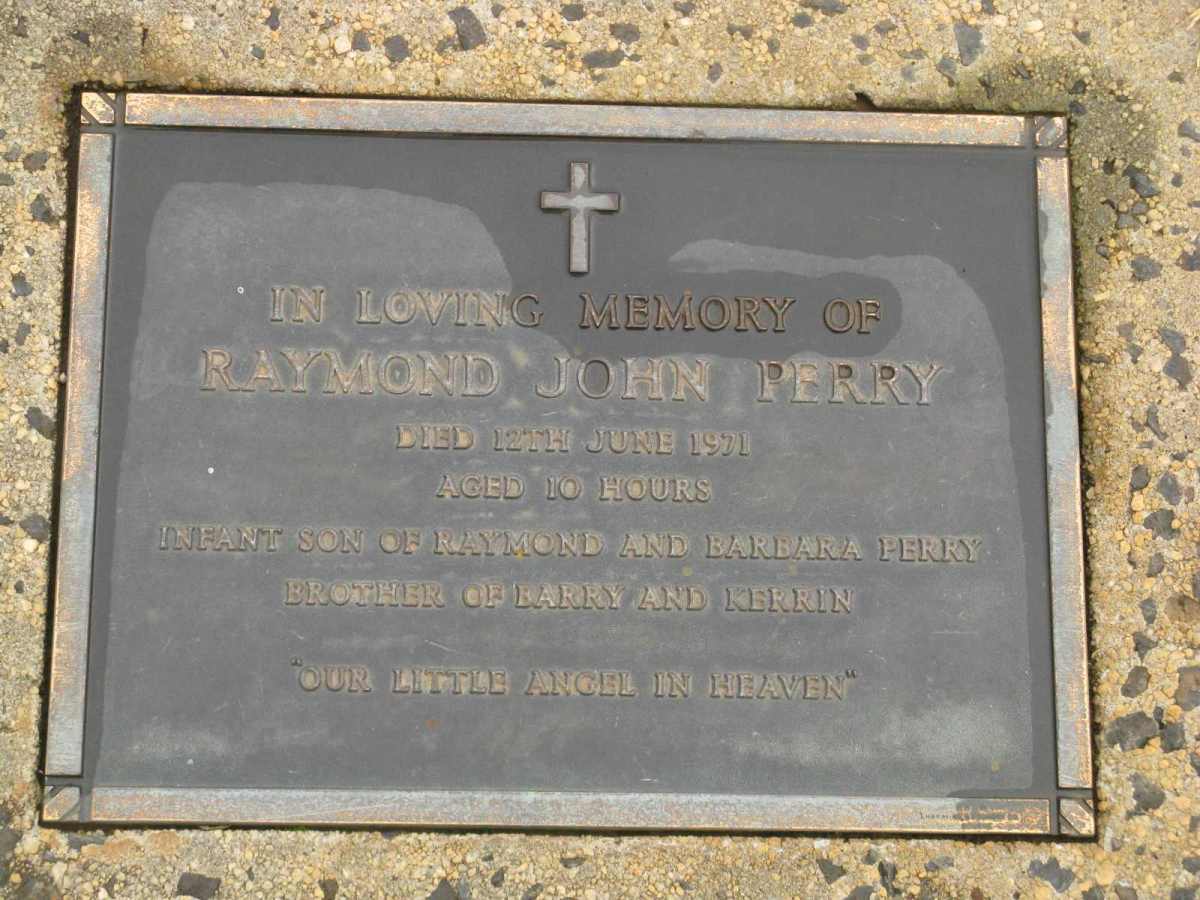 IN LOVING MEMORY OF
RAYMOND JOHN PERRY
DIED 12TH JUNE 1971
AGED 10 HOURS
INFANT SON OF RAYMOND AND BARBARA PERRY
BROTHER OF BARRY AND KERRIN
"OUR LITTLE ANGEL IN HEAVEN"